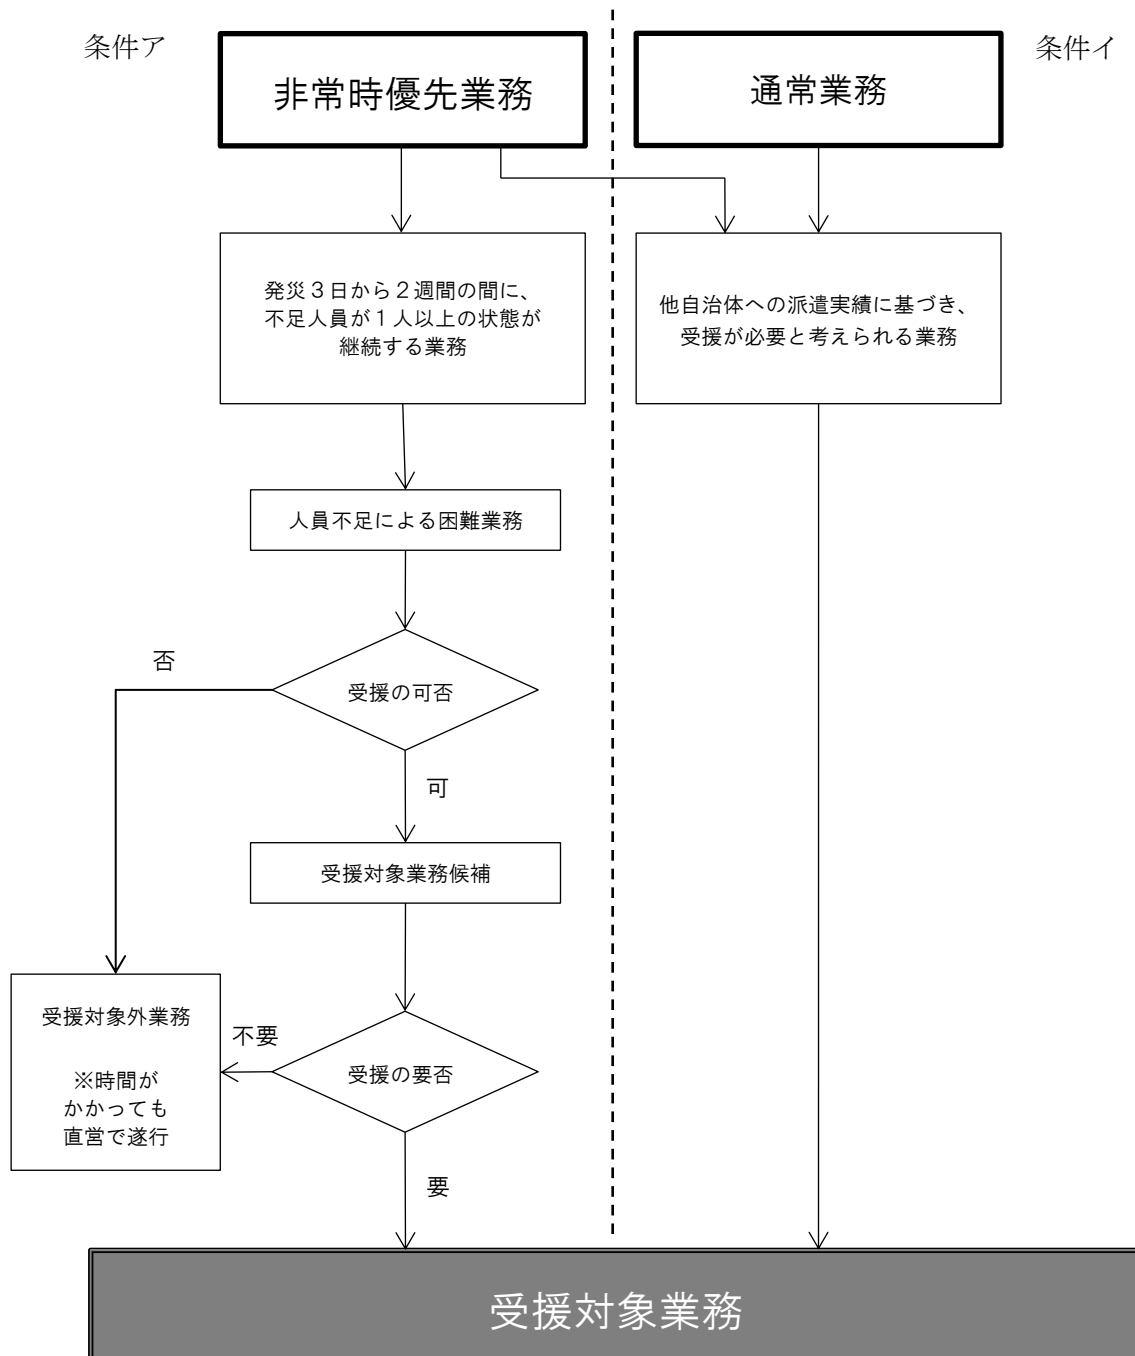 条件ア
条件イ
非常時優先業務
通常業務
発災３日から２週間の間に、
不足人員が１人以上の状態が
継続する業務
他自治体への派遣実績に基づき、
受援が必要と考えられる業務
人員不足による困難業務
否
受援の可否
可
受援対象業務候補
受援対象外業務
※時間が
かかっても
直営で遂行
不要
受援の要否
要
受援対象業務